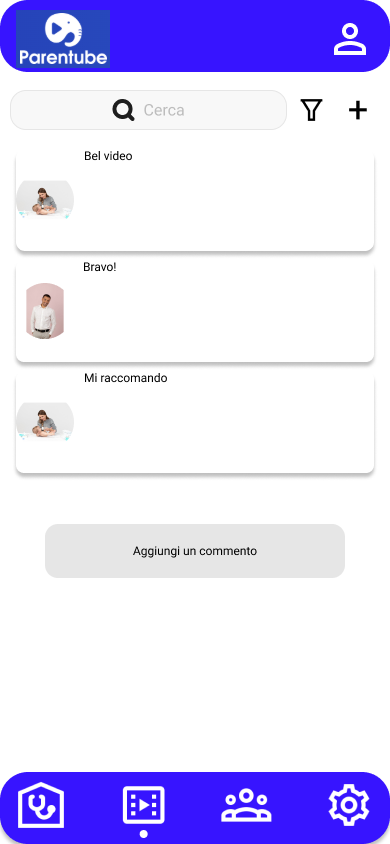 Parentube
Cerca
Bel video
Bravo!
Mi raccomando
Aggiungi un commento